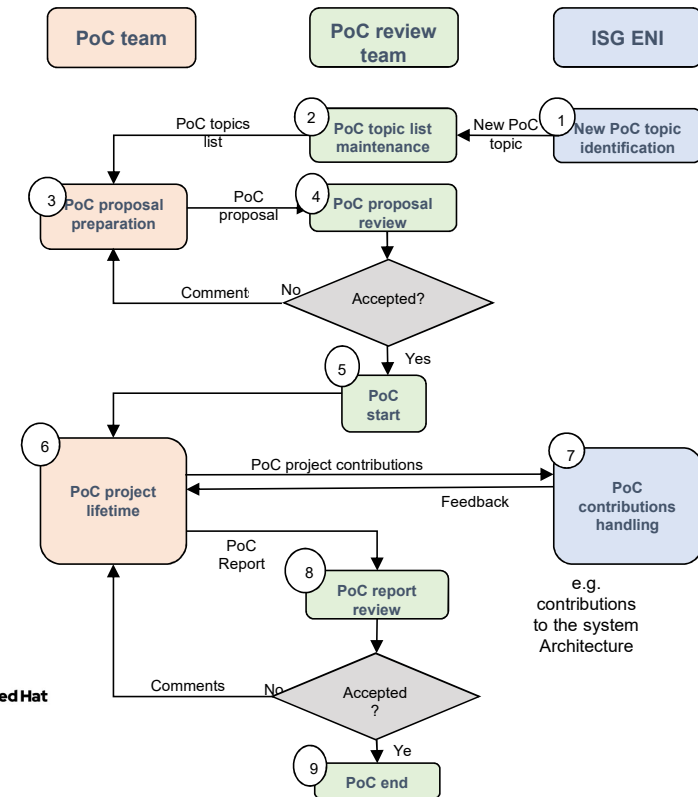 PoC team
PoC review
team
ISG ENI
1
New PoC topic
identification
New PoC
topic
2
PoC topic list
maintenance
PoC topics
list
3
PoC proposal
preparation
PoC
proposal
4
PoC proposal
review
Accepted?
No
Comment
Yes
5
PoC
start
6
PoC project
lifetime
PoC project contributions
Feedback
7
PoC
contributions
handling
e.g.
contributions
to the system
Architecture
PoC
Report
8
PoC report
review
Accepted
?
No
Comments
Ye
9
PoC end
ed Hat